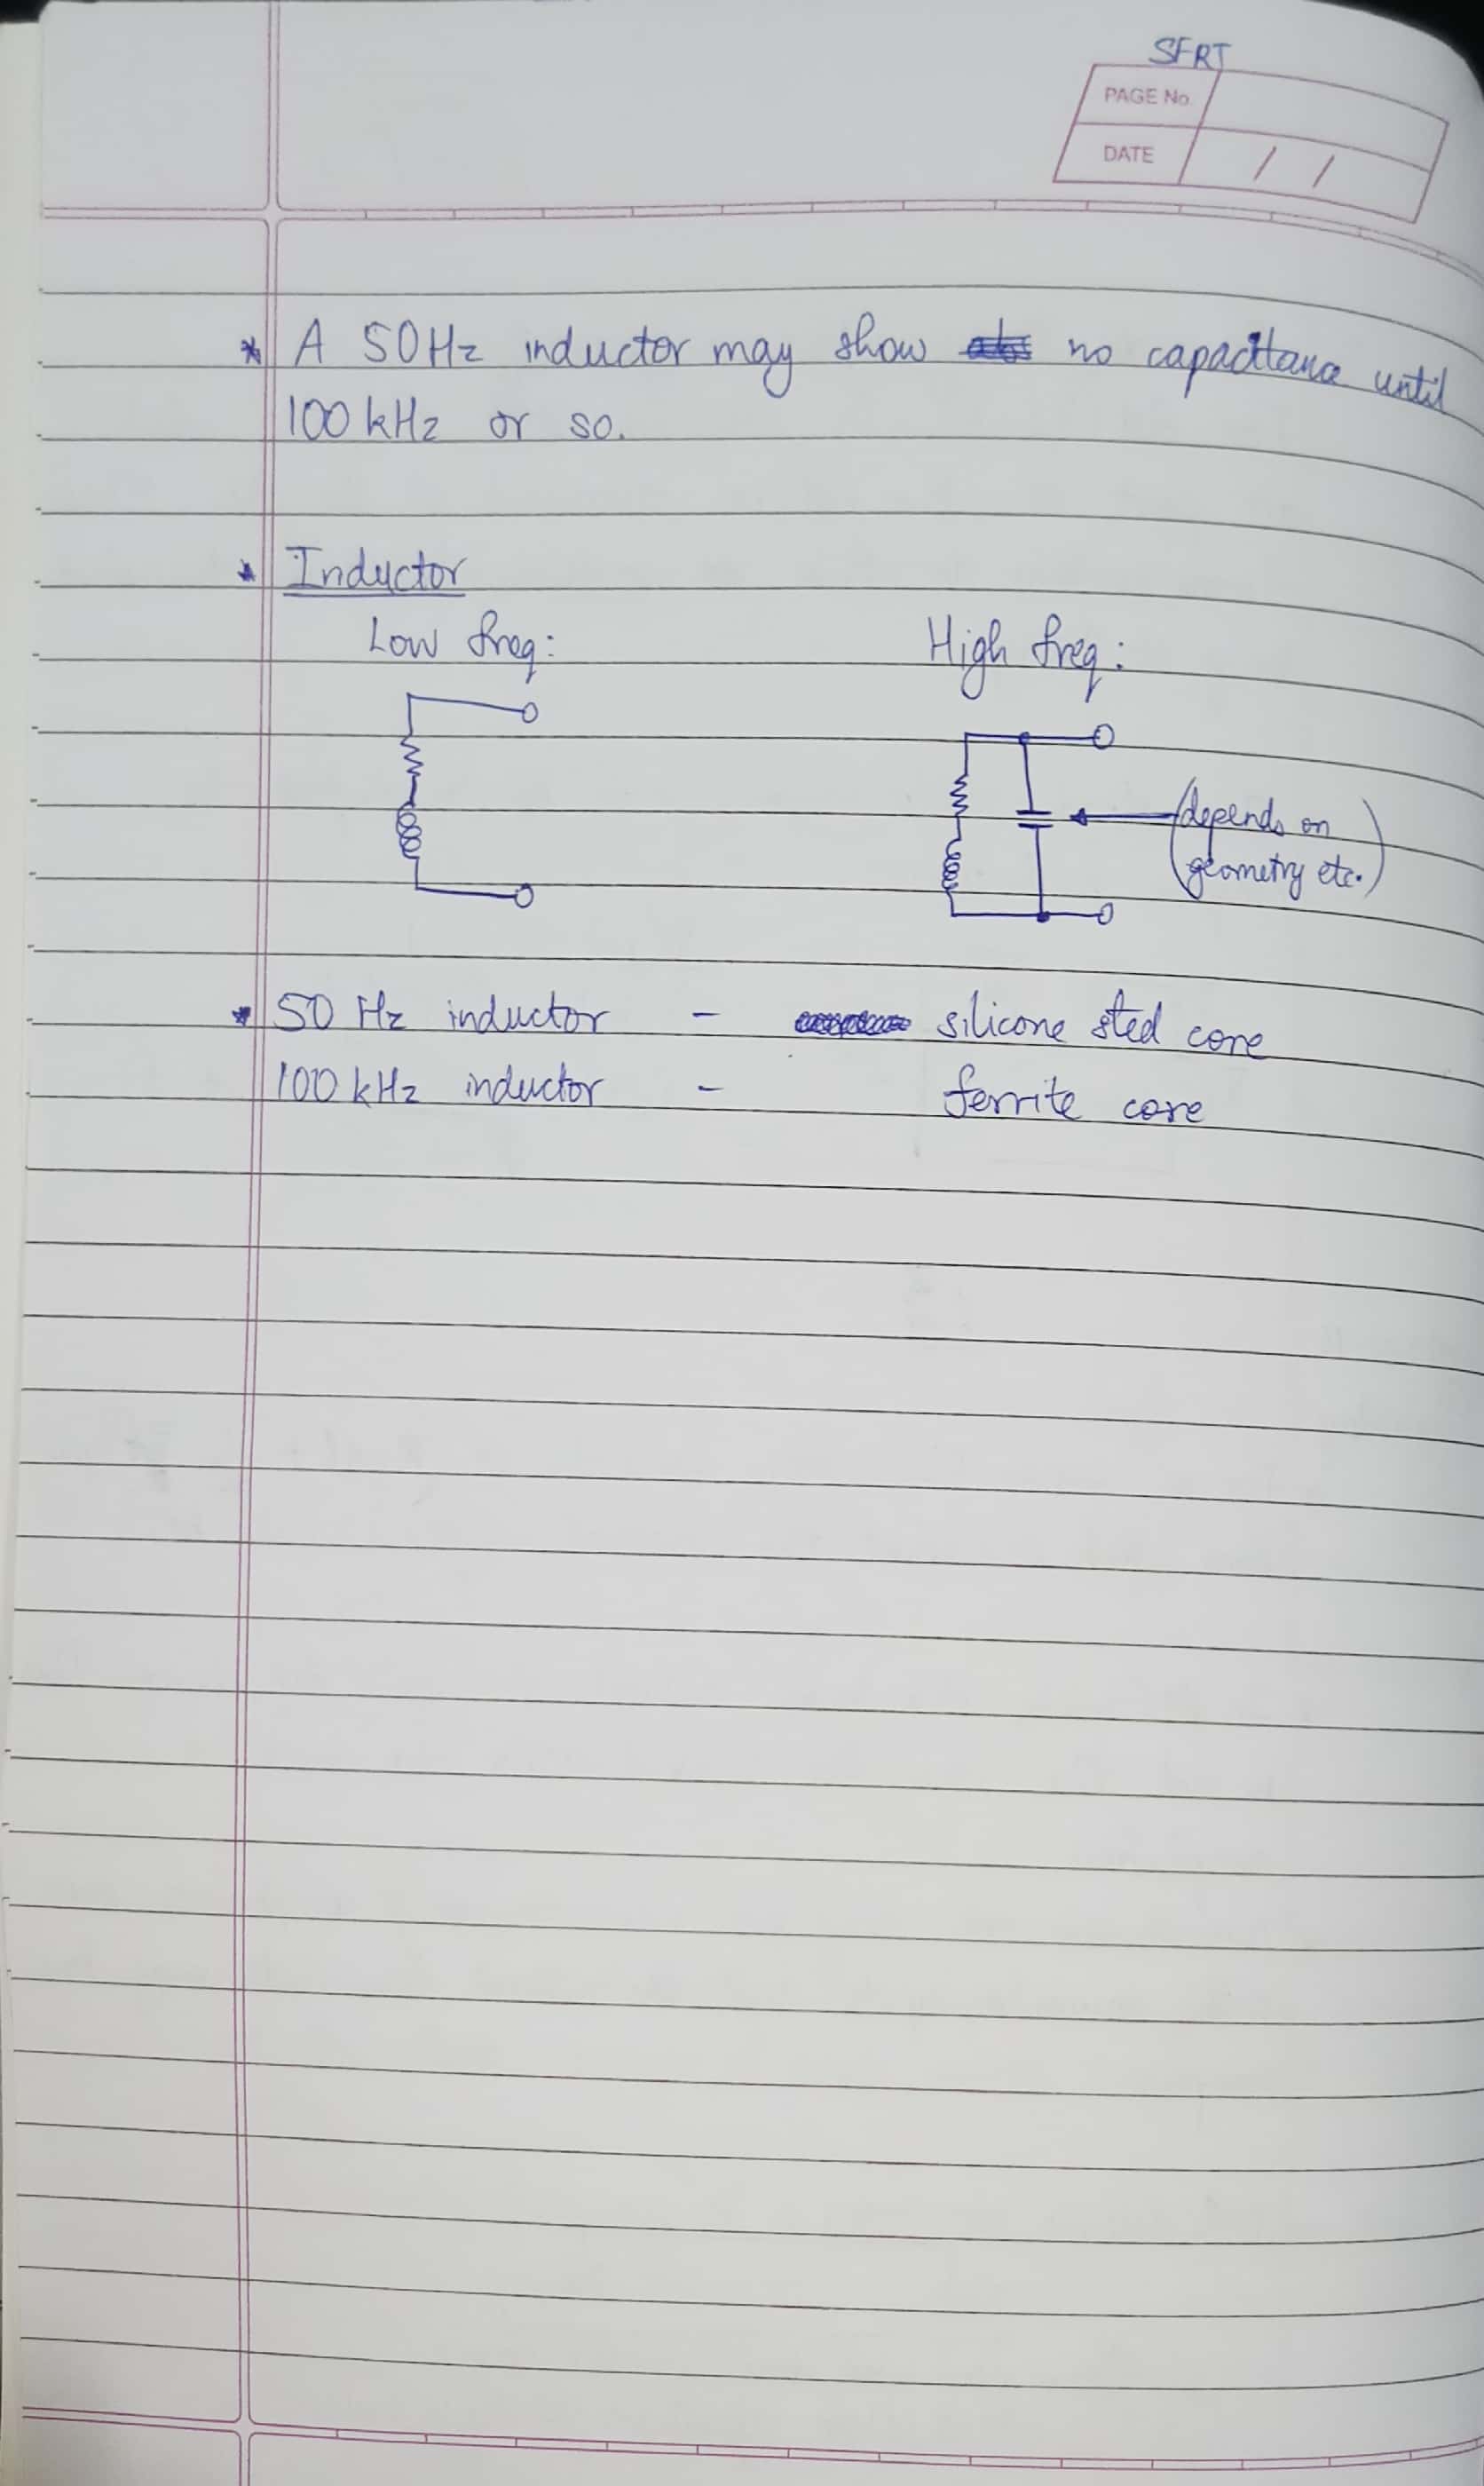 SFRT
PAGE No.
DATE / /
* A 50Hz inductor may show no capacitance until
100 kHz or so.
* Inductor
Low freq: High freq:
(depends on
geometry etc.)
* 50 Hz inductor - silicone steel core
100 kHz inductor - ferrite core